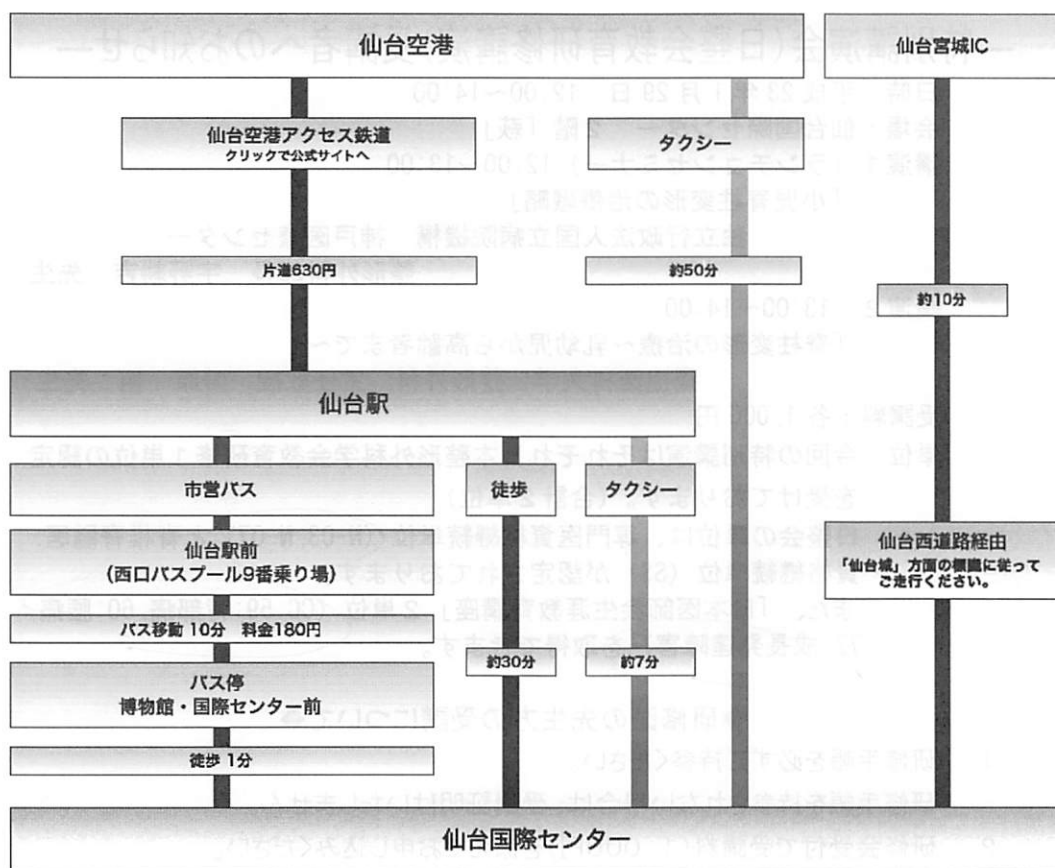 仙台空港
仙台宮城IC
仙台空港アクセス鉄道
クリックで公式サイトへ
タクシー
片道630円
約50分
約10分
仙台駅
市営バス
徒歩
タクシー
仙台駅前
(西口バスプール9番乗り場)
仙台西道路経由
「仙台城」方面の標識に従って
ご走行ください。
バス移動 10分 料金180円
約30分
約7分
バス停
博物館・国際センター前
徒歩 1分
仙台国際センター